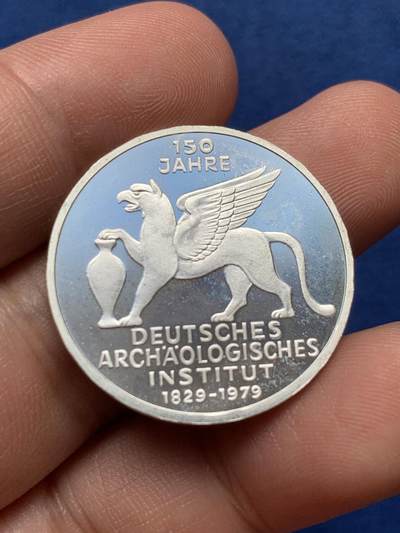 150
JAHRE
DEUTSCHES
ARCHÄOLOGISCHES
INSTITUT
1829-1979